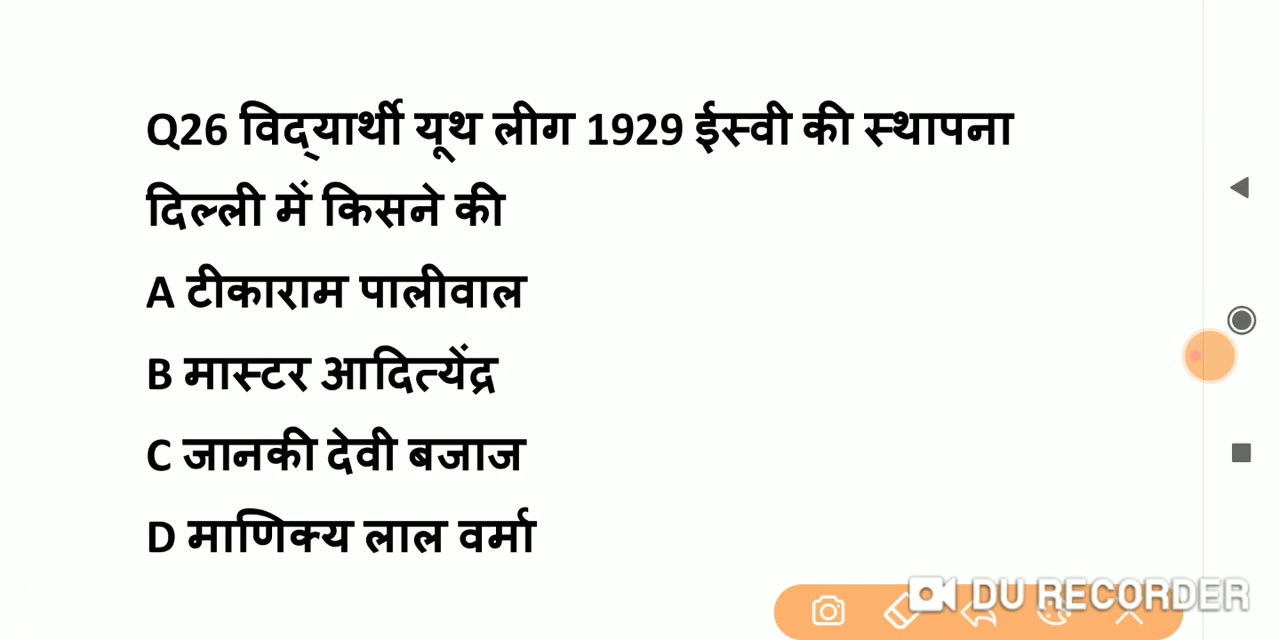 Q26 विद्यार्थी यूथ लीग 1929 ईस्वी की स्थापना
दिल्ली में किसने की
A टीकाराम पालीवाल
B मास्टर आदित्येंद्र
C जानकी देवी बजाज
D माणिक्य लाल वर्मा
DU RECORDER